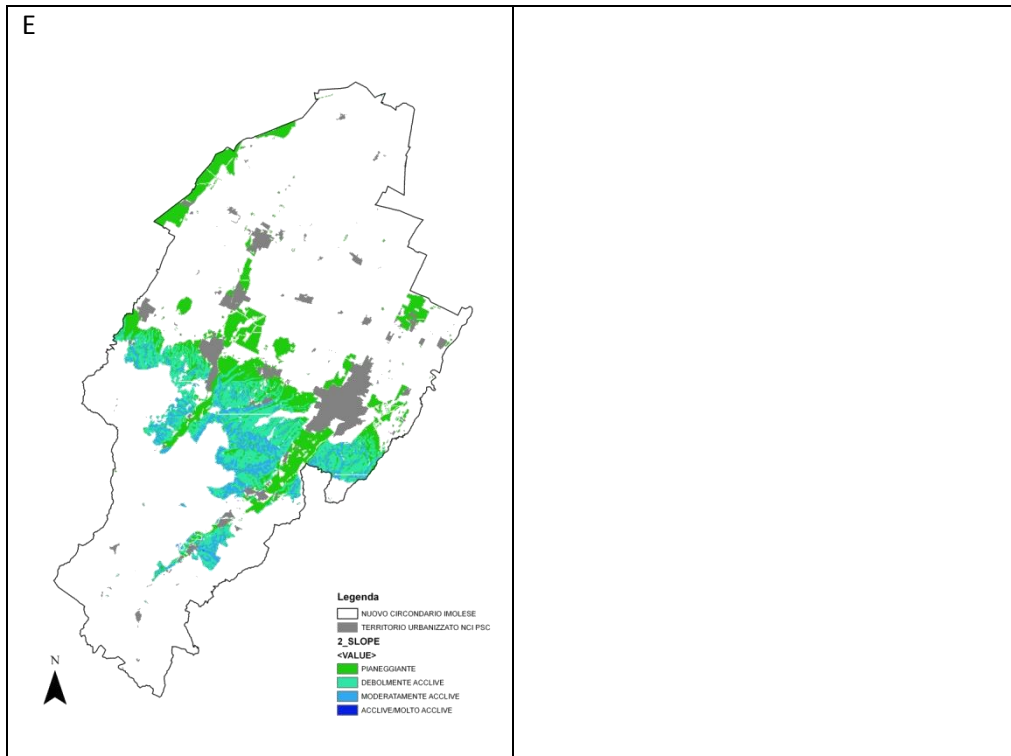 E
N
Legenda
NUOVO CIRCONDARIO IMOLESE
TERRITORIO URBANIZZATO NCI PSC
2_SLOPE
<VALUE>
PIANEGGIANTE
DEBOLMENTE ACCLIVE
MODERATAMENTE ACCLIVE
ACCLIVE/MOLTO ACCLIVE